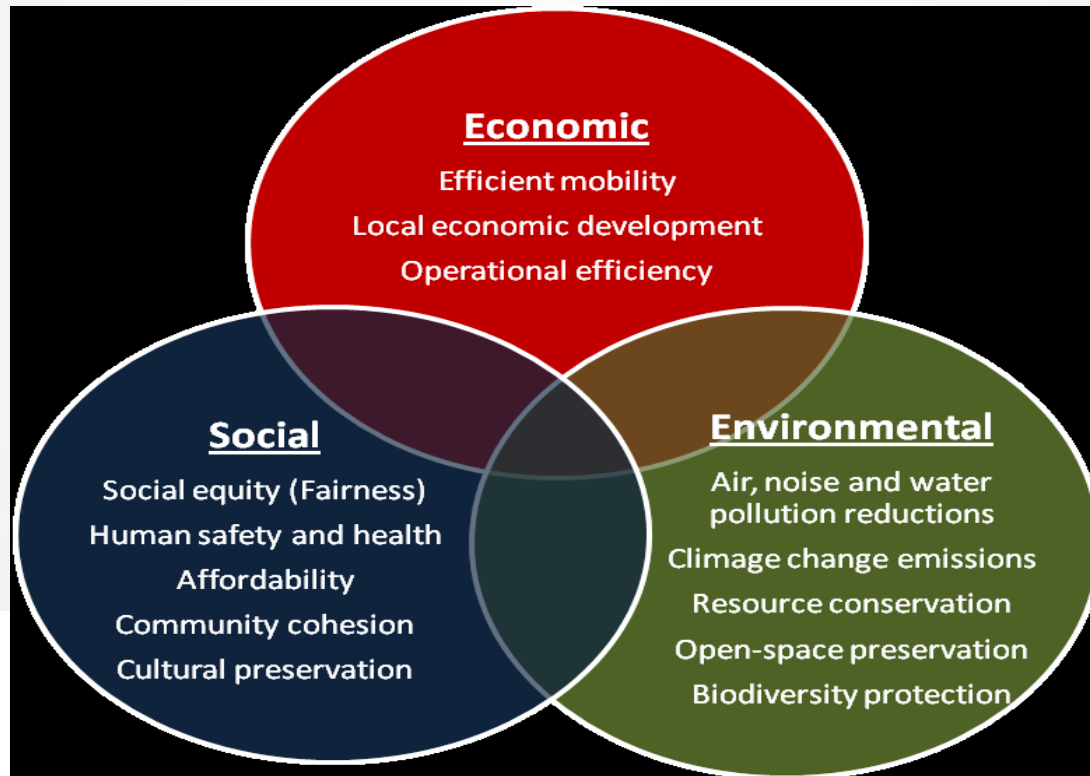 Economic
Efficient mobility
Local economic development
Operational efficiency
Social
Social equity (Fairness)
Human safety and health
Affordability
Community cohesion
Cultural preservation
Environmental
Air, noise and water
pollution reductions
Climage change emissions
Resource conservation
Open-space preservation
Biodiversity protection